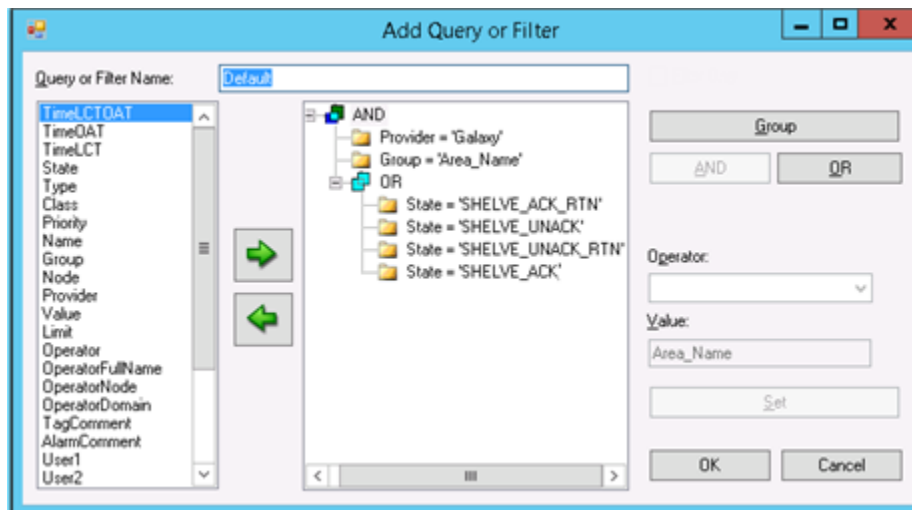 Add Query or Filter
Query or Filter Name:
Default
TimeLCTOAT
TimeOAT
TimeLCT
State
Type
Class
Priority
Name
Group
Node
Provider
Value
Limit
Operator
OperatorFullName
OperatorNode
OperatorDomain
TagComment
AlarmComment
User1
User2
AND
Provider = 'Galaxy'
Group = 'Area_Name'
OR
State = 'SHELVE_ACK_RTN'
State = 'SHELVE_UNACK'
State = 'SHELVE_UNACK_RTN'
State = 'SHELVE_ACK'
Group
AND
OR
Operator:
Value:
Area_Name
Set
OK
Cancel